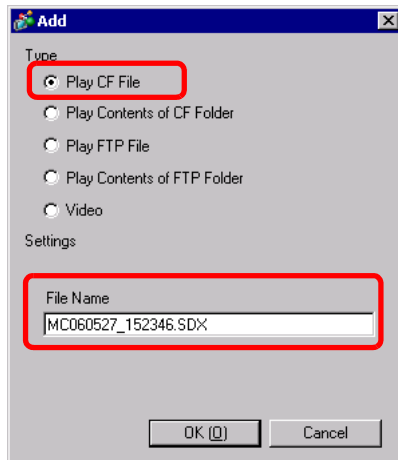 Add
Type
Play CF File
Play Contents of CF Folder
Play FTP File
Play Contents of FTP Folder
Video
Settings
File Name
MC060527_152346.SDX
OK (O) Cancel